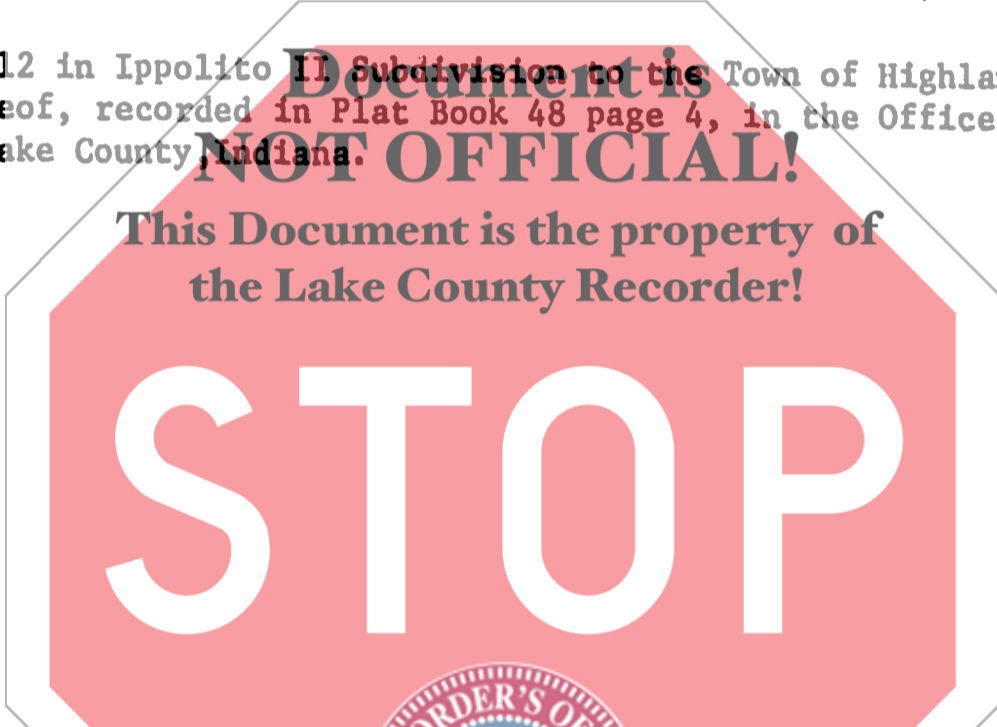 12 in Ippolito II Subdivision to the Town of Highla
eof, recorded in Plat Book 48 page 4, in the Office
ake County, Indiana.
Document is
NOT OFFICIAL!
This Document is the property of
the Lake County Recorder!
STOP
ORDER'S OF